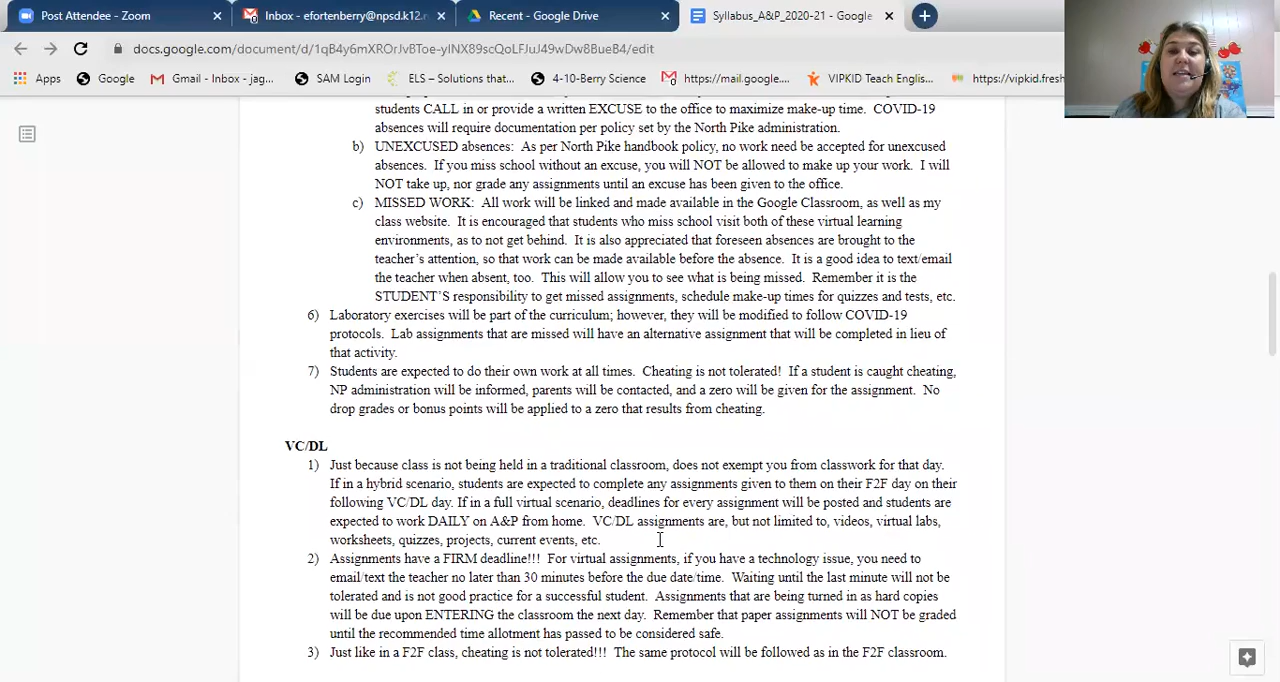 Post Attendee - Zoom
Inbox - efortenberry@npsd.k12.
Recent - Google Drive
Syllabus_A&P_2020-21 - Google
Apps
Google
Gmail - Inbox - jag...
SAM Login
ELS – Solutions that...
4-10-Berry Science
https://mail.google....
VIPKID Teach Englis...
https://vipkid.fresh
students CALL in or provide a written EXCUSE to the office to maximize make-up time. COVID-19
absences will require documentation per policy set by the North Pike administration.
b) UNEXCUSED absences: As per North Pike handbook policy, no work need be accepted for unexcused
absences. If you miss school without an excuse, you will NOT be allowed to make up your work. I will
NOT take up, nor grade any assignments until an excuse has been given to the office.
c) MISSED WORK: All work will be linked and made available in the Google Classroom, as well as my
class website. It is encouraged that students who miss school visit both of these virtual learning
environments, as to not get behind. It is also appreciated that foreseen absences are brought to the
teacher's attention, so that work can be made available before the absence. It is a good idea to text/email
the teacher when absent, too. This will allow you to see what is being missed. Remember it is the
STUDENT'S responsibility to get missed assignments, schedule make-up times for quizzes and tests, etc.
6) Laboratory exercises will be part of the curriculum; however, they will be modified to follow COVID-19
protocols. Lab assignments that are missed will have an alternative assignment that will be completed in lieu of
that activity.
7) Students are expected to do their own work at all times. Cheating is not tolerated! If a student is caught cheating,
NP administration will be informed, parents will be contacted, and a zero will be given for the assignment. No
drop grades or bonus points will be applied to a zero that results from cheating.
VC/DL
1) Just because class is not being held in a traditional classroom, does not exempt you from classwork for that day.
If in a hybrid scenario, students are expected to complete any assignments given to them on their F2F day on their
following VC/DL day. If in a full virtual scenario, deadlines for every assignment will be posted and students are
expected to work DAILY on A&P from home. VC/DL assignments are, but not limited to, videos, virtual labs,
worksheets, quizzes, projects, current events, etc.
2) Assignments have a FIRM deadline!!! For virtual assignments, if you have a technology issue, you need to
email/text the teacher no later than 30 minutes before the due date/time. Waiting until the last minute will not be
tolerated and is not good practice for a successful student. Assignments that are being turned in as hard copies
will be due upon ENTERING the classroom the next day. Remember that paper assignments will NOT be graded
until the recommended time allotment has passed to be considered safe.
3) Just like in a F2F class, cheating is not tolerated!!! The same protocol will be followed as in the F2F classroom.